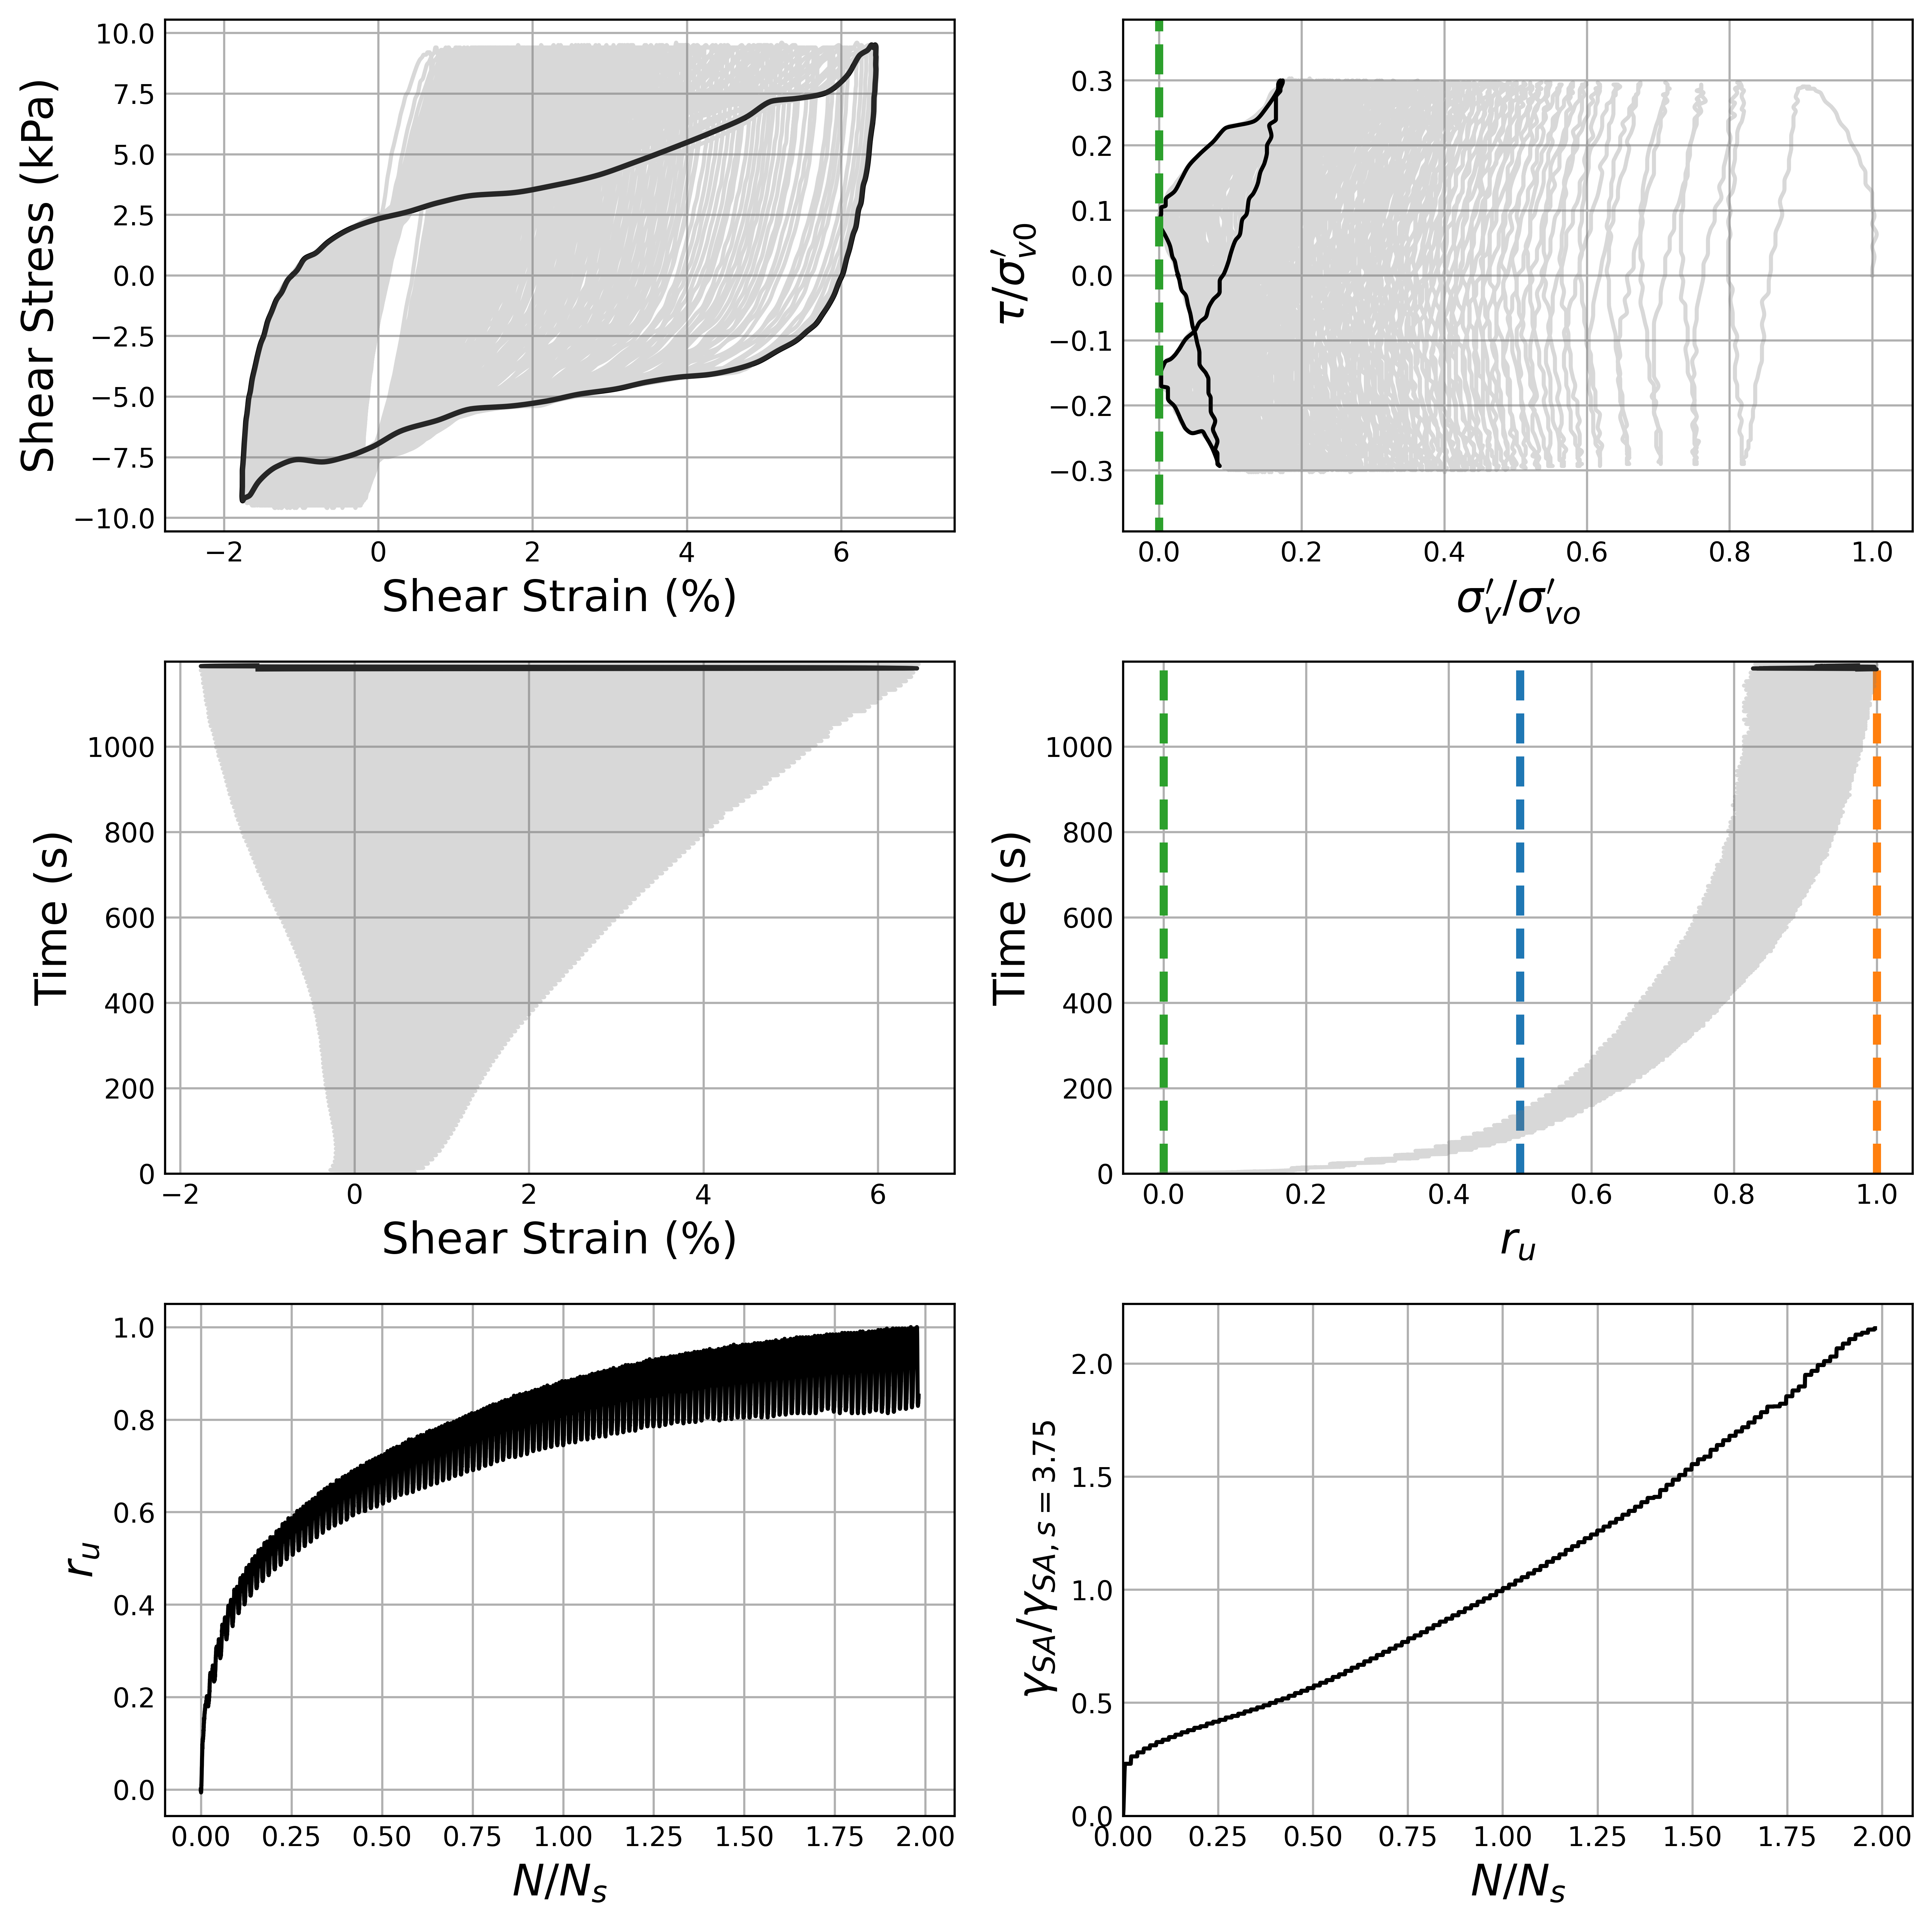 10.0
7.5
5.0
2.5
0.0
−2.5
−5.0
−7.5
−10.0
Shear Stress (kPa)
−2 0 2 4 6
Shear Strain (%)
0.3
0.2
0.1
0.0
−0.1
−0.2
−0.3
τ/σ′v0
0.0 0.2 0.4 0.6 0.8 1.0
σ′v/σ′vo
1000
800
600
400
200
0
Time (s)
−2 0 2 4 6
Shear Strain (%)
1000
800
600
400
200
0
Time (s)
0.0 0.2 0.4 0.6 0.8 1.0
ru
1.0
0.8
0.6
0.4
0.2
0.0
ru
0.00 0.25 0.50 0.75 1.00 1.25 1.50 1.75 2.00
N/Ns
2.0
1.5
1.0
0.5
0.0
γSA/γSA, s = 3.75
0.00 0.25 0.50 0.75 1.00 1.25 1.50 1.75 2.00
N/Ns